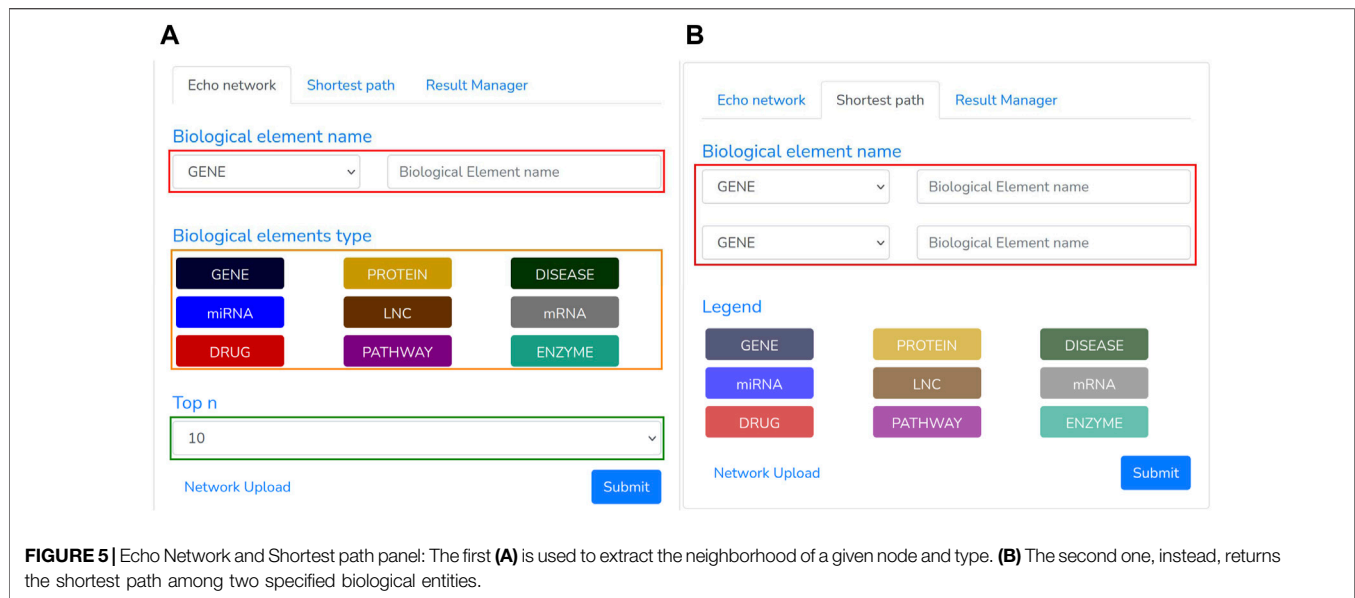 A
Echo network Shortest path Result Manager
Biological element name
GENE Biological Element name
Biological elements type
GENE PROTEIN DISEASE
miRNA LNC mRNA
DRUG PATHWAY ENZYME
Top n
10
Network Upload Submit
B
Echo network Shortest path Result Manager
Biological element name
GENE Biological Element name
GENE Biological Element name
Legend
GENE PROTEIN DISEASE
miRNA LNC mRNA
DRUG PATHWAY ENZYME
Network Upload Submit
FIGURE 5 | Echo Network and Shortest path panel: The first (A) is used to extract the neighborhood of a given node and type. (B) The second one, instead, returns
the shortest path among two specified biological entities.